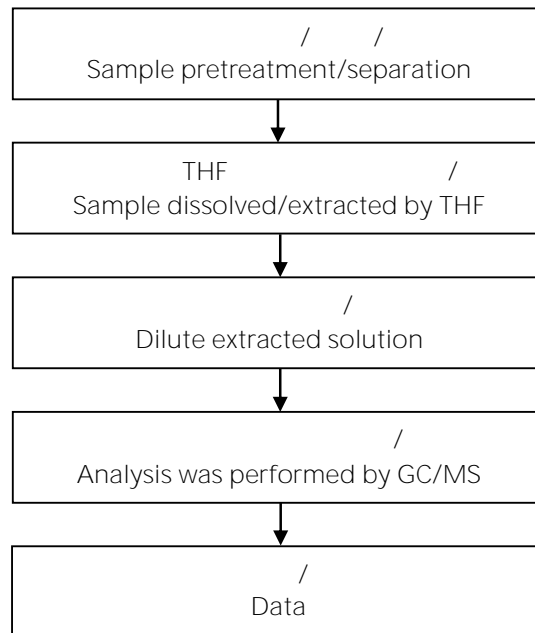 / /
Sample pretreatment/separation
THF /
Sample dissolved/extracted by THF
/
Dilute extracted solution
/
Analysis was performed by GC/MS
/
Data